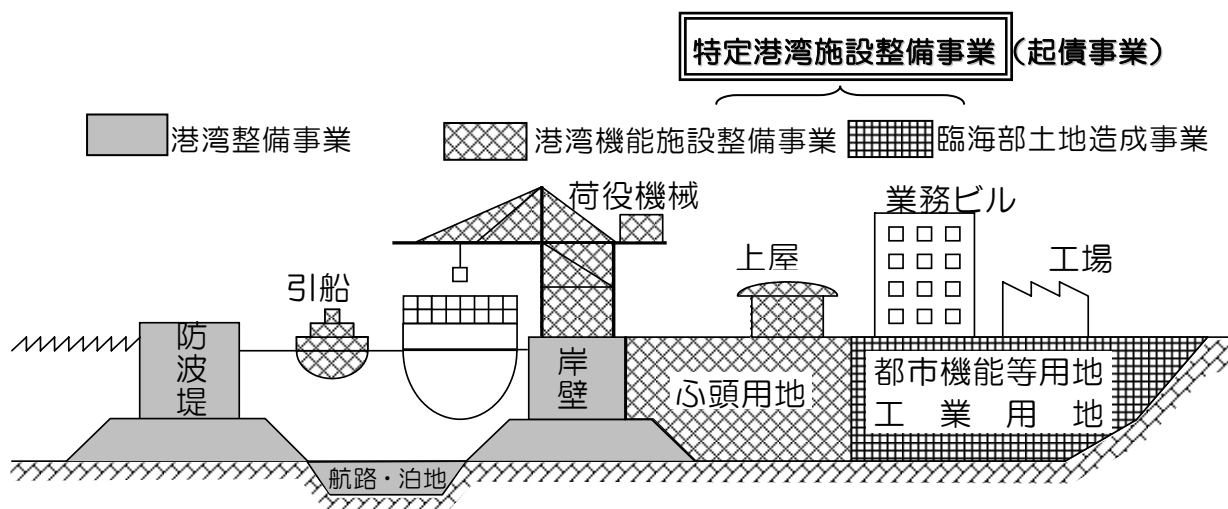 特定港湾施設整備事業（起債事業）
港湾整備事業
港湾機能施設整備事業
臨海部土地造成事業
荷役機械
業務ビル
引船
上屋
工場
防波堤
岸壁
ふ頭用地
都市機能等用地
工業用地
航路・泊地